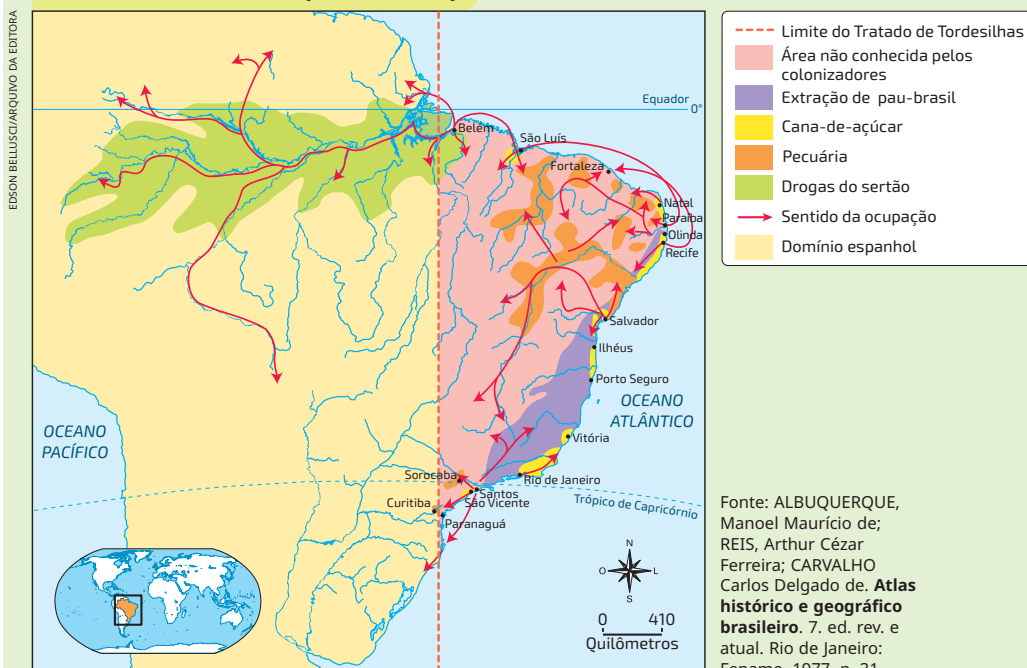 EDSON BELLUSCI/ARQUIVO DA EDITORA
Equador
0°
Belém
São Luís
Fortaleza
Natal
Paraíba
Olinda
Recife
Salvador
Ilhéus
Porto Seguro
OCEANO
ATLÂNTICO
OCEANO
PACÍFICO
Vitória
Sorocaba
Rio de Janeiro
Santos
São Vicente
Curitiba
Trópico de Capricórnio
Paranaguá
N
O
L
S
0
410
Quilômetros
Limite do Tratado de Tordesilhas
Área não conhecida pelos
colonizadores
Extração de pau-brasil
Cana-de-açúcar
Pecuária
Drogas do sertão
Sentido da ocupação
Domínio espanhol
Fonte: ALBUQUERQUE,
Manoel Maurício de;
REIS, Arthur Cézar
Ferreira; CARVALHO
Carlos Delgado de. Atlas
histórico e geográfico
brasileiro. 7. ed. rev. e
atual. Rio de Janeiro:
Fename, 1977. p. 31